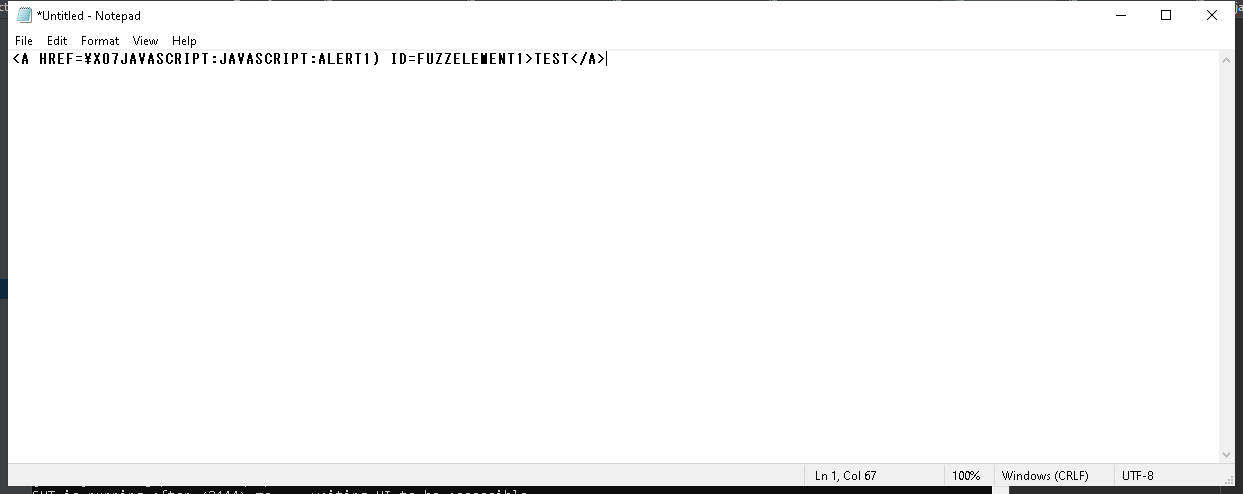 *Untitled - Notepad
File Edit Format View Help
<A HREF=¥X07JAVASCRIPT:JAVASCRIPT:ALERT1) ID=FUZZELEMENT1>TEST</A>
Ln 1, Col 67
100%
Windows (CRLF)
UTF-8